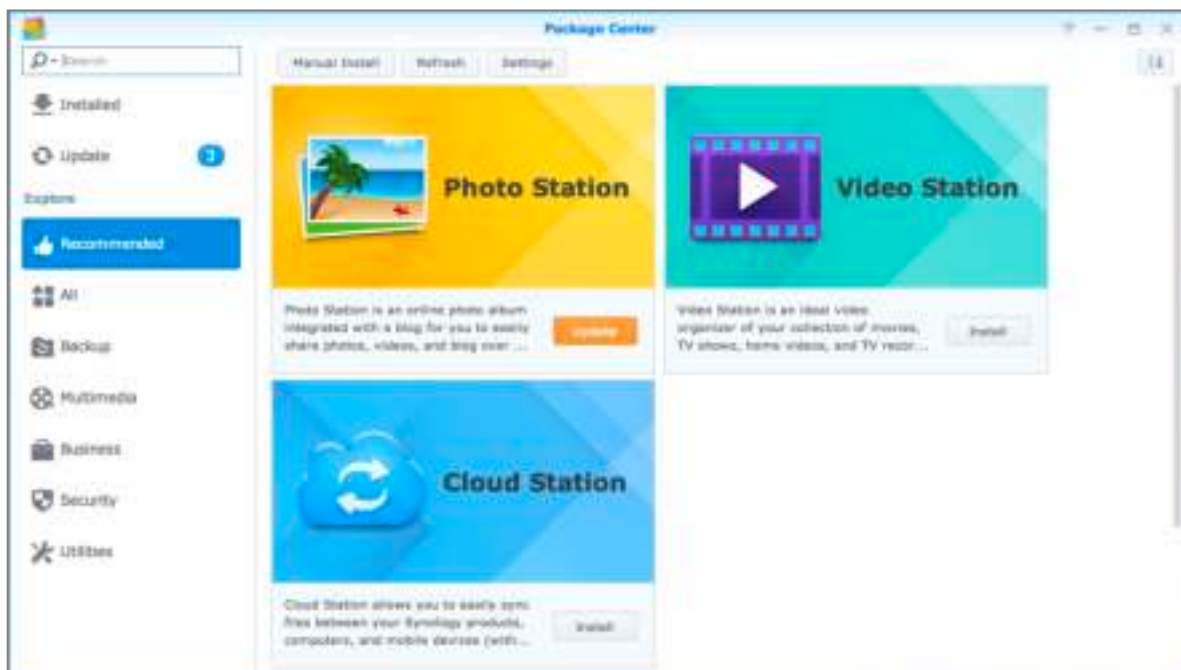 Package Center
Search
Manual Install Refresh Settings
Installed
Update
Explore
Recommended
All
Backup
Multimedia
Business
Security
Utilities
Photo Station
Photo Station is an online photo album
integrated with a blog for you to easily
share photos, videos, and blog over ...
Update
Video Station
Video Station is an ideal video
organizer of your collection of movies,
TV shows, home videos, and TV recor...
Install
Cloud Station
Cloud Station allows you to easily sync
files between your Synology products,
computers, and mobile devices (with...
Install